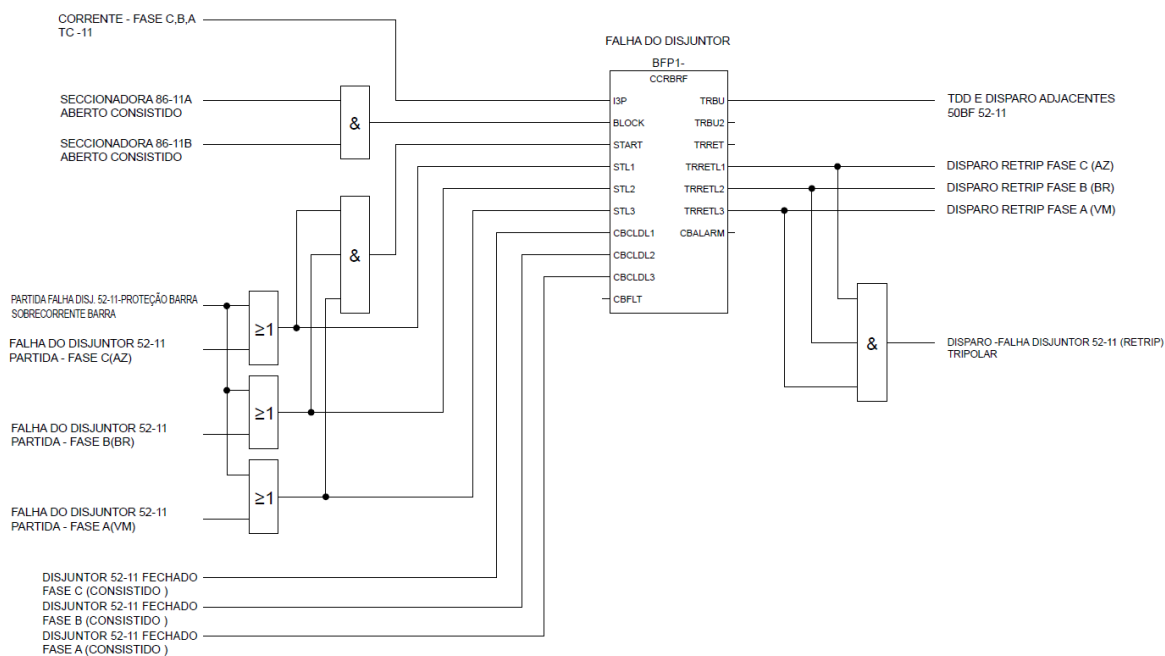 CORRENTE - FASE C,B,A
TC -11
SECCIONADORA 86-11A
ABERTO CONSISTIDO
SECCIONADORA 86-11B
ABERTO CONSISTIDO
&
&
PARTIDA FALHA DISJ. 52-11-PROTEÇÃO BARRA
SOBRECORRENTE BARRA
FALHA DO DISJUNTOR 52-11
PARTIDA - FASE C(AZ)
≥1
FALHA DO DISJUNTOR 52-11
PARTIDA - FASE B(BR)
≥1
FALHA DO DISJUNTOR 52-11
PARTIDA - FASE A(VM)
≥1
DISJUNTOR 52-11 FECHADO
FASE C (CONSISTIDO )
DISJUNTOR 52-11 FECHADO
FASE B (CONSISTIDO )
DISJUNTOR 52-11 FECHADO
FASE A (CONSISTIDO )
FALHA DO DISJUNTOR
BFP1-
CCRBRF
I3P
BLOCK
START
STL1
STL2
STL3
CBCLDL1
CBCLDL2
CBCLDL3
CBFLT
TRBU
TRBU2
TRRET
TRRETL1
TRRETL2
TRRETL3
CBALARM
TDD E DISPARO ADJACENTES
50BF 52-11
DISPARO RETRIP FASE C (AZ)
DISPARO RETRIP FASE B (BR)
DISPARO RETRIP FASE A (VM)
&
DISPARO -FALHA DISJUNTOR 52-11 (RETRIP)
TRIPOLAR